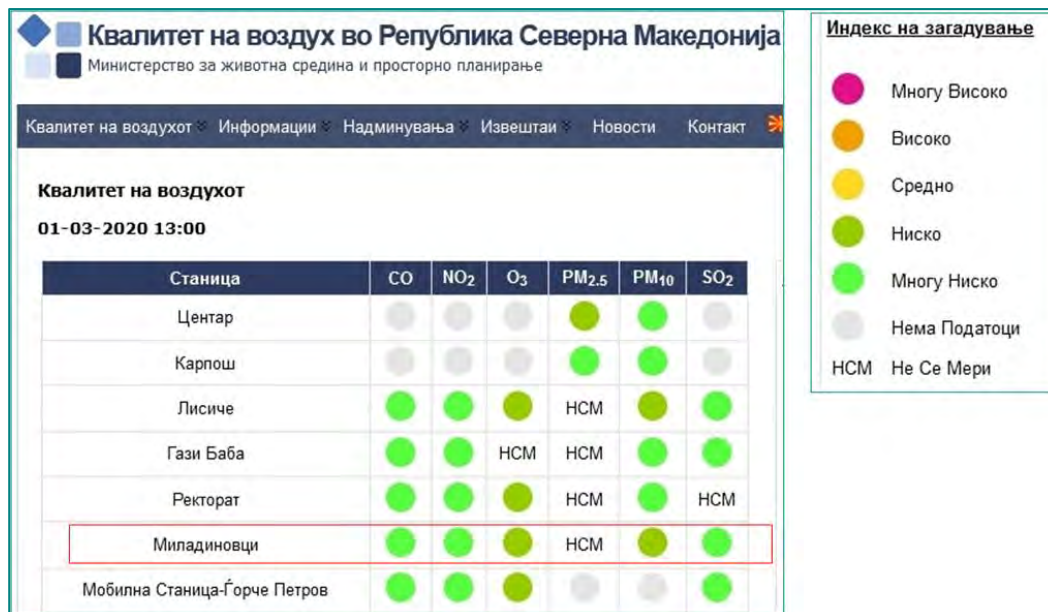 Квалитет на воздух во Република Северна Македонија
Министерство за животна средина и просторно планирање
Квалитет на воздухот Информации Надминувања Извештаи Новости Контакт
Квалитет на воздухот
01-03-2020 13:00
Станица CO NO₂ O₃ PM₂.₅ PM₁₀ SO₂
Центар
Карпош
Лисиче НСМ
Гази Баба НСМ НСМ
Ректорат НСМ НСМ
Миладиновци НСМ
Мобилна Станица-Ѓорче Петров
Индекс на загадување
Многу Високо
Високо
Средно
Ниско
Многу Ниско
Нема Податоци
НСМ Не Се Мери